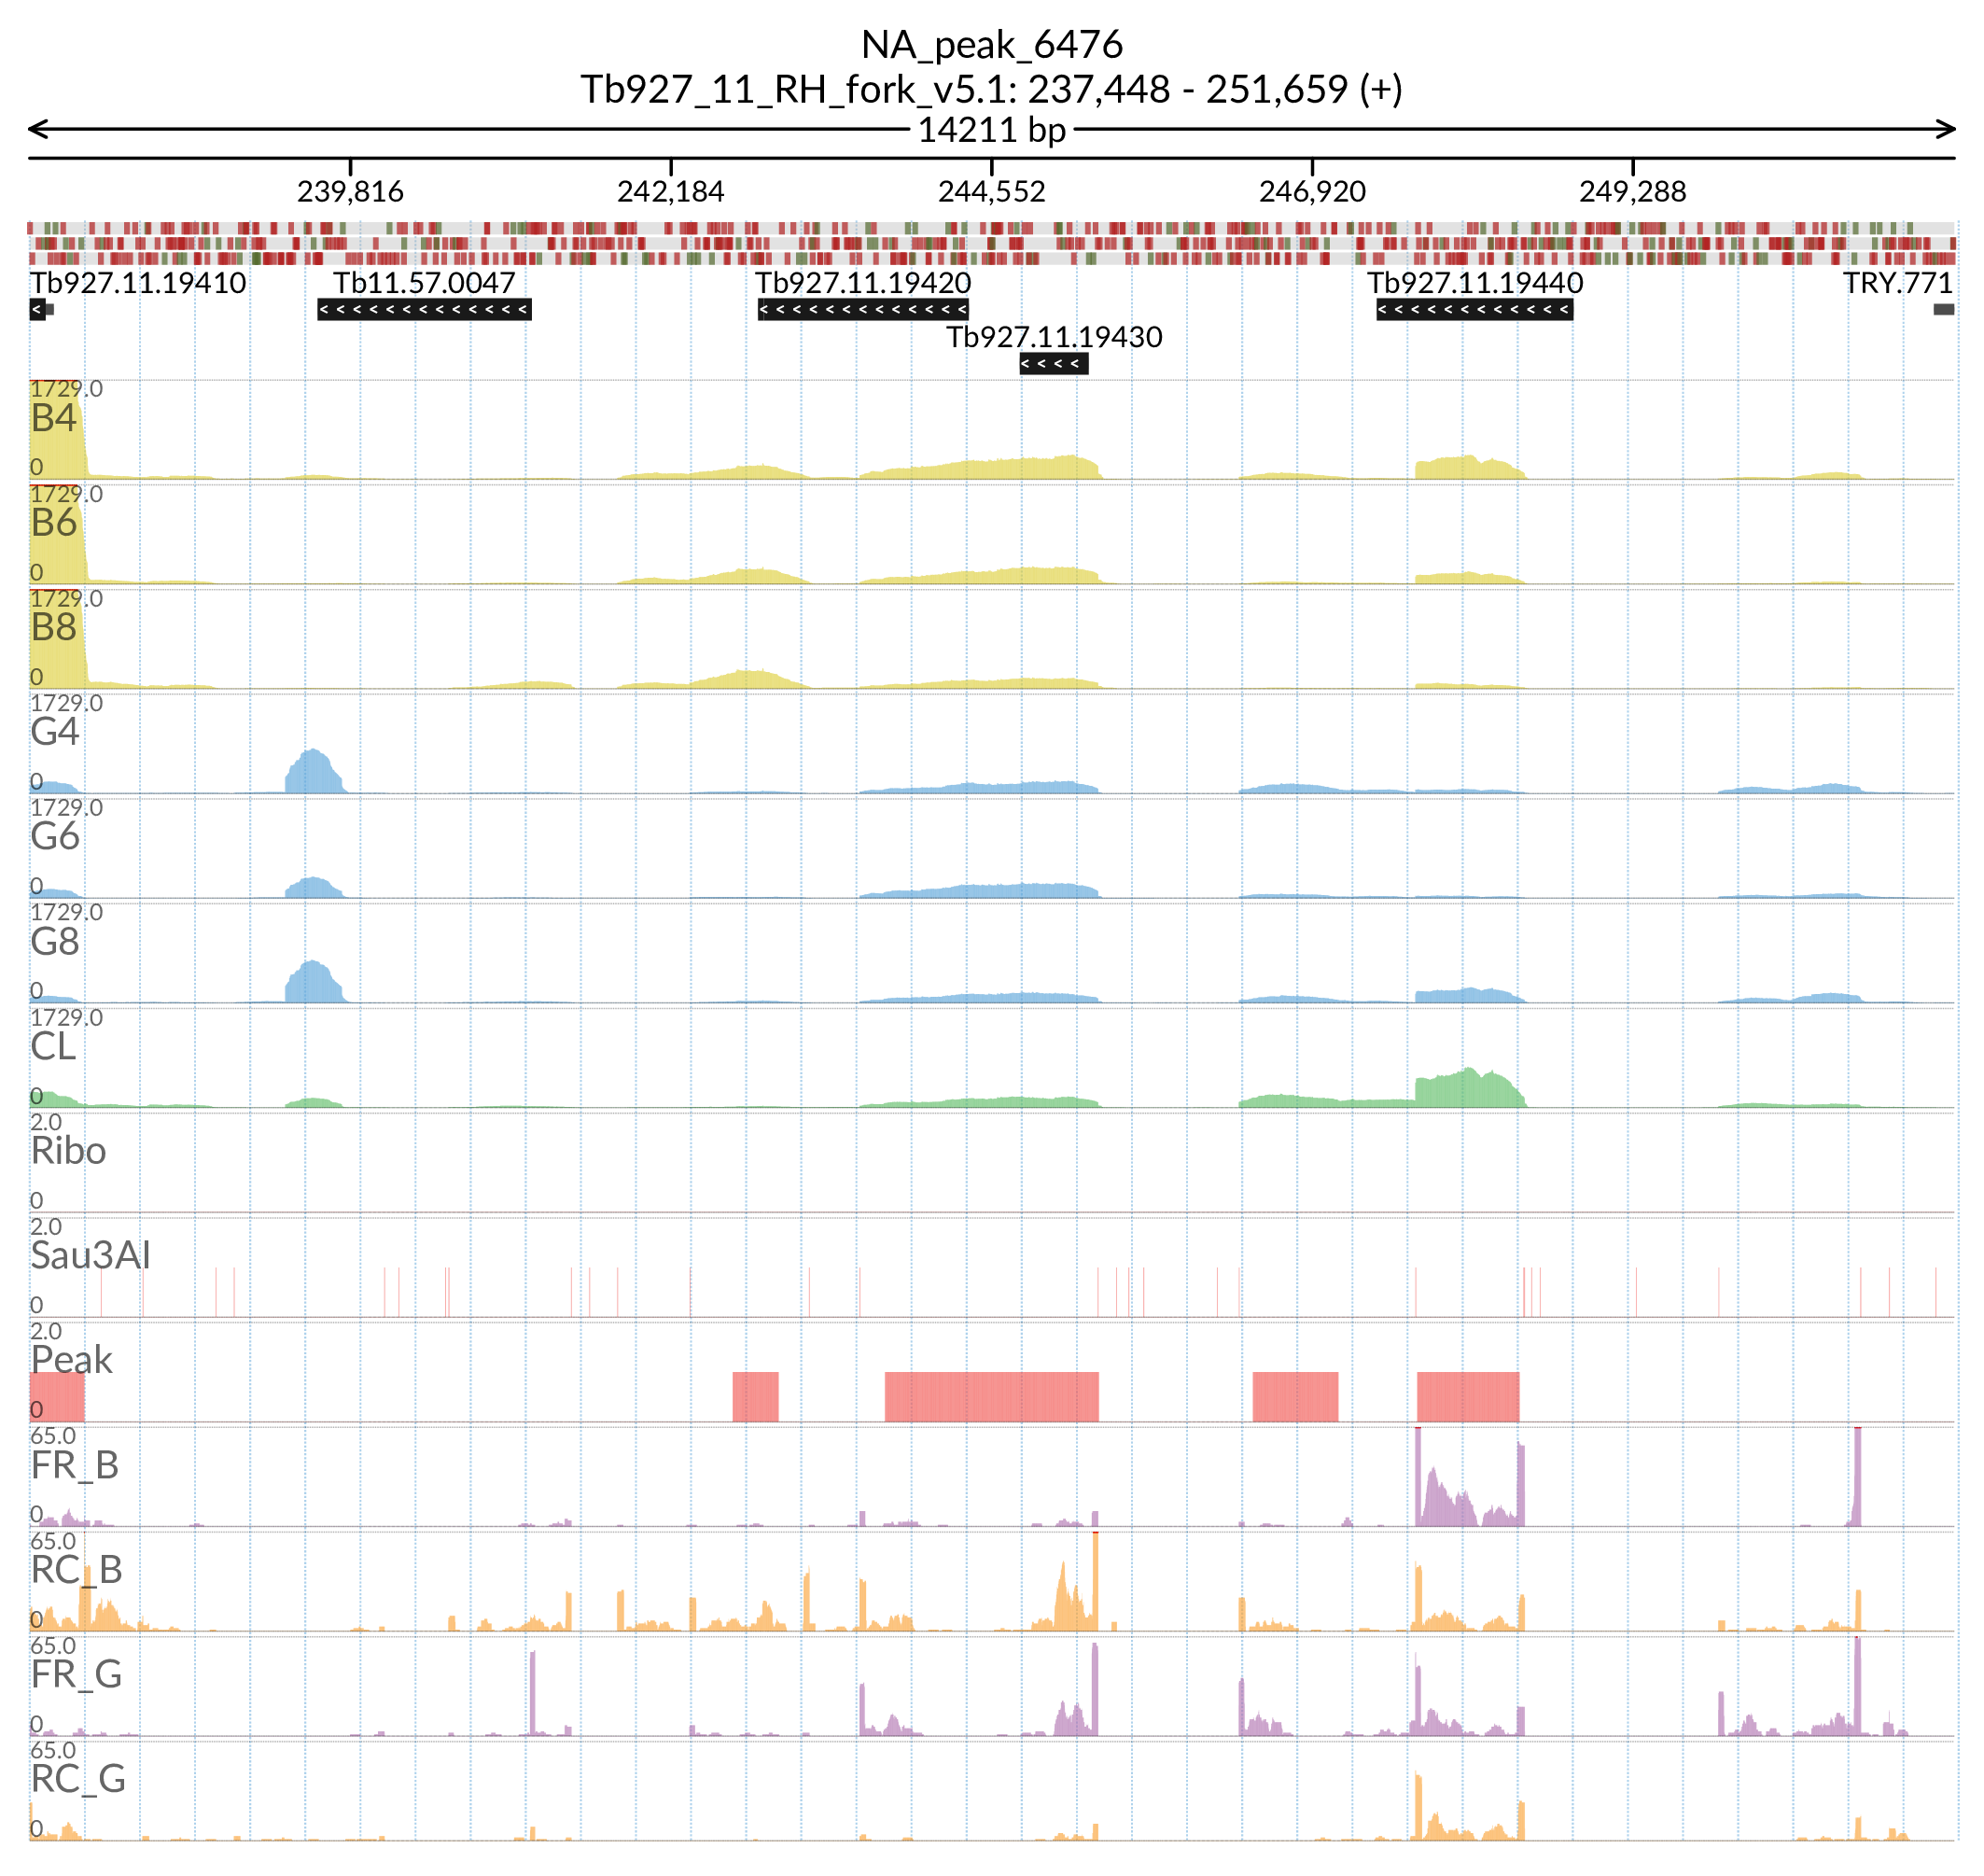 NA_peak_6476
Tb927_11_RH_fork_v5.1: 237,448 - 251,659 (+)
14211 bp
239,816 242,184 244,552 246,920 249,288
Tb927.11.19410 Tb11.57.0047 Tb927.11.19420 Tb927.11.19440 TRY.771
Tb927.11.19430
1729.0
B4
0
1729.0
B6
0
1729.0
B8
0
1729.0
G4
0
1729.0
G6
0
1729.0
G8
0
1729.0
CL
0
2.0
Ribo
0
2.0
Sau3AI
0
2.0
Peak
0
65.0
FR_B
0
65.0
RC_B
0
65.0
FR_G
0
65.0
RC_G
0